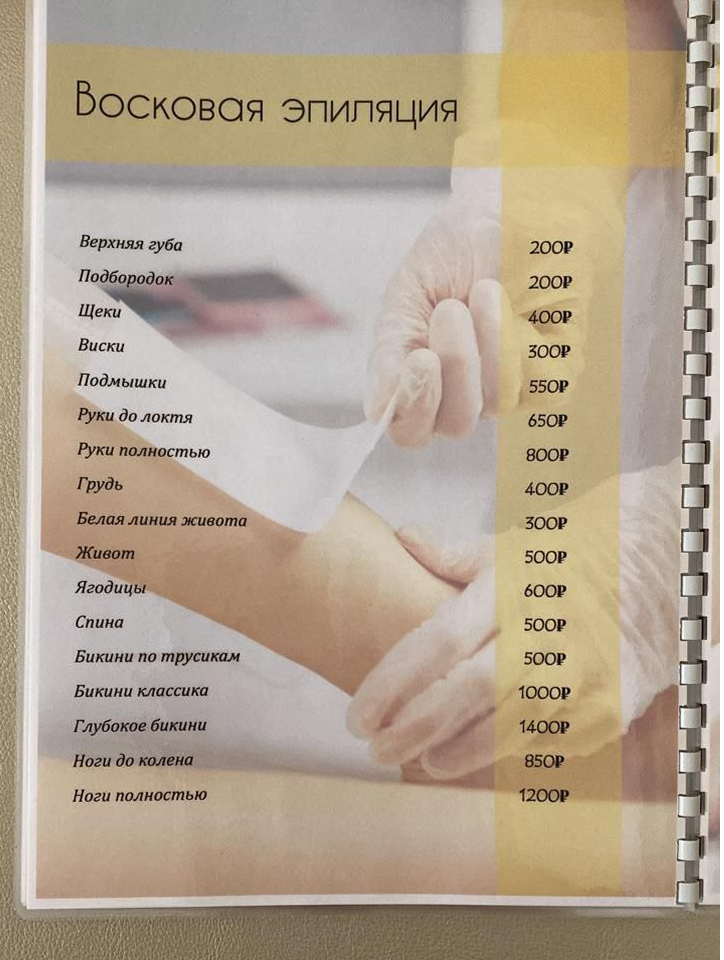 Восковая эпиляция
Верхняя губа 200₽
Подбородок 200₽
Щеки 400₽
Виски 300₽
Подмышки 550₽
Руки до локтя 650₽
Руки полностью 800₽
Грудь 400₽
Белая линия живота 300₽
Живот 500₽
Ягодицы 600₽
Спина 500₽
Бикини по трусикам 500₽
Бикини классика 1000₽
Глубокое бикини 1400₽
Ноги до колена 850₽
Ноги полностью 1200₽